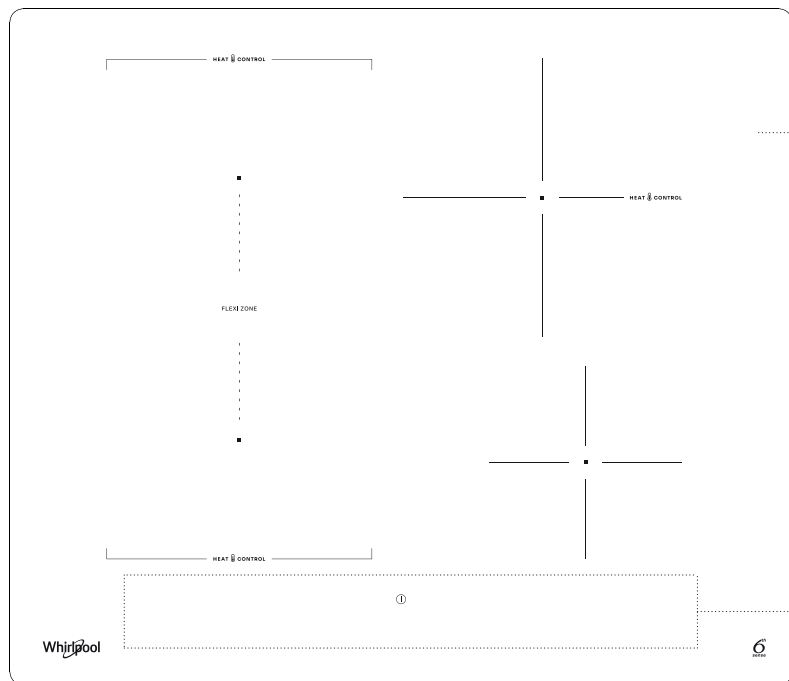 HEAT CONTROL
HEAT CONTROL
FLEXI ZONE
HEAT CONTROL
Whirlpool
6th
sense